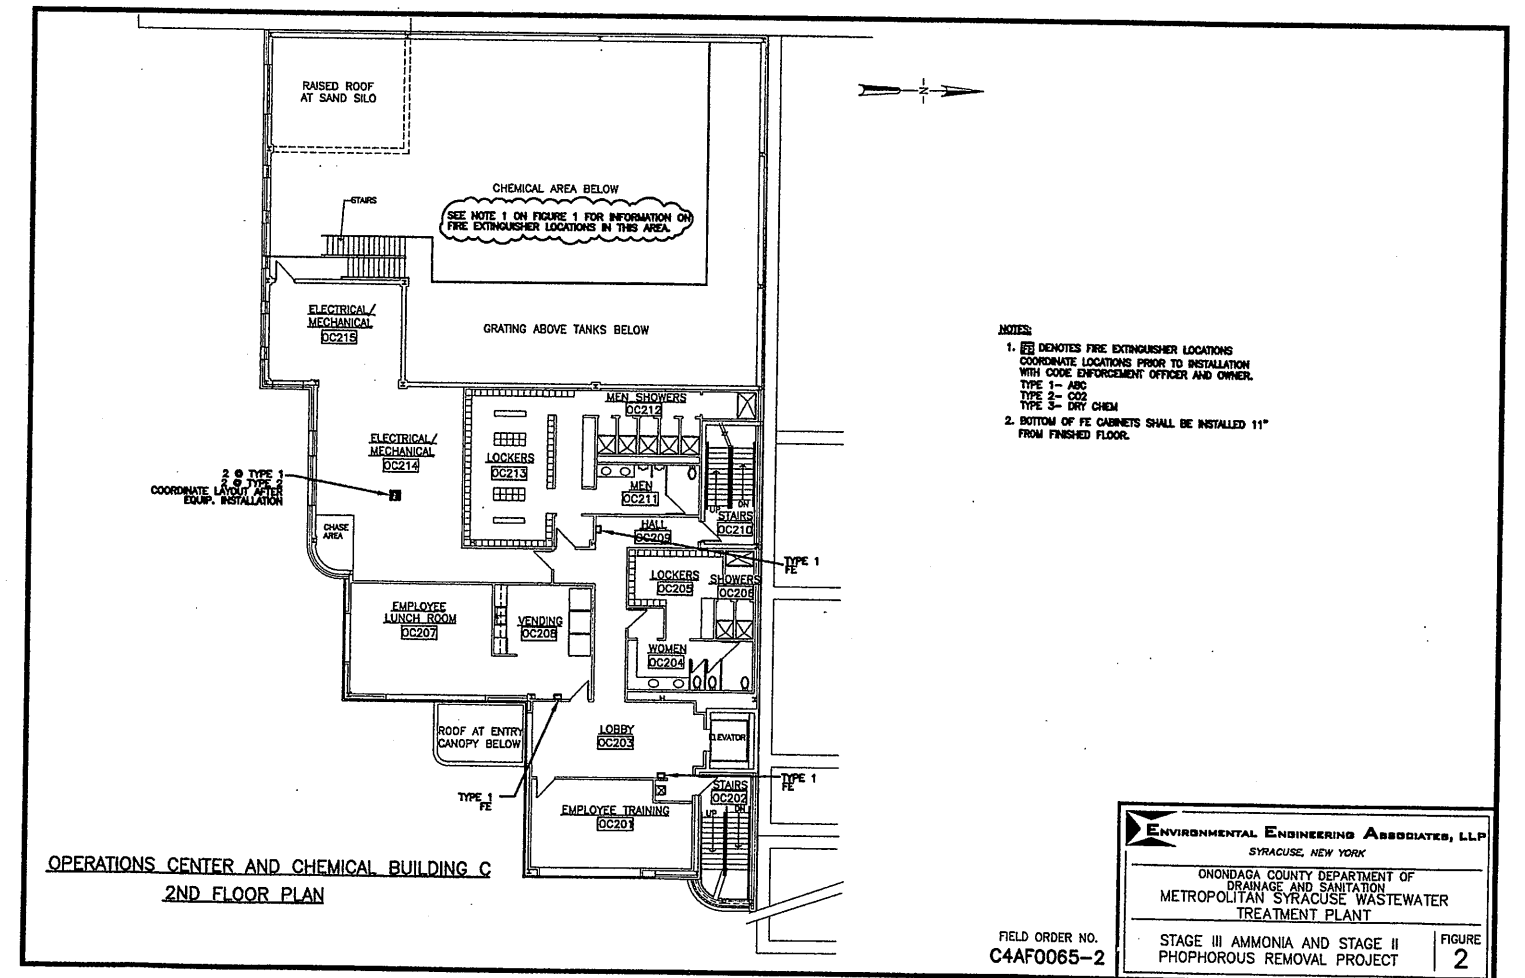 RAISED ROOF
AT SAND SILO
N
STAIRS
CHEMICAL AREA BELOW
SEE NOTE 1 ON FIGURE 1 FOR INFORMATION ON
FIRE EXTINGUISHER LOCATIONS IN THIS AREA.
ELECTRICAL/
MECHANICAL
OC215
GRATING ABOVE TANKS BELOW
NOTES:
1. FE DENOTES FIRE EXTINGUISHER LOCATIONS
COORDINATE LOCATIONS PRIOR TO INSTALLATION
WITH CODE ENFORCEMENT OFFICER AND OWNER.
TYPE 1- ABC
TYPE 2- CO2
TYPE 3- DRY CHEM
2. BOTTOM OF FE CABINETS SHALL BE INSTALLED 11"
FROM FINISHED FLOOR.
MEN SHOWERS
OC212
ELECTRICAL/
MECHANICAL
OC214
LOCKERS
OC213
2 @ TYPE 1
2 @ TYPE 2
COORDINATE LAYOUT AFTER
EQUIP. INSTALLATION
MEN
OC211
UP
DN
STAIRS
OC210
CHASE
AREA
HALL
OC209
TYPE 1
FE
LOCKERS
OC205
SHOWERS
OC206
EMPLOYEE
LUNCH ROOM
OC207
VENDING
OC208
WOMEN
OC204
ROOF AT ENTRY
CANOPY BELOW
LOBBY
OC203
ELEVATOR
TYPE 1
FE
TYPE 1
FE
STAIRS
OC202
EMPLOYEE TRAINING
OC201
UP
DN
OPERATIONS CENTER AND CHEMICAL BUILDING C
2ND FLOOR PLAN
ENVIRONMENTAL ENGINEERING ASSOCIATES, LLP
SYRACUSE, NEW YORK
ONONDAGA COUNTY DEPARTMENT OF
DRAINAGE AND SANITATION
METROPOLITAN SYRACUSE WASTEWATER
TREATMENT PLANT
FIELD ORDER NO.
C4AF0065-2
STAGE III AMMONIA AND STAGE II
PHOPHOROUS REMOVAL PROJECT
FIGURE
2